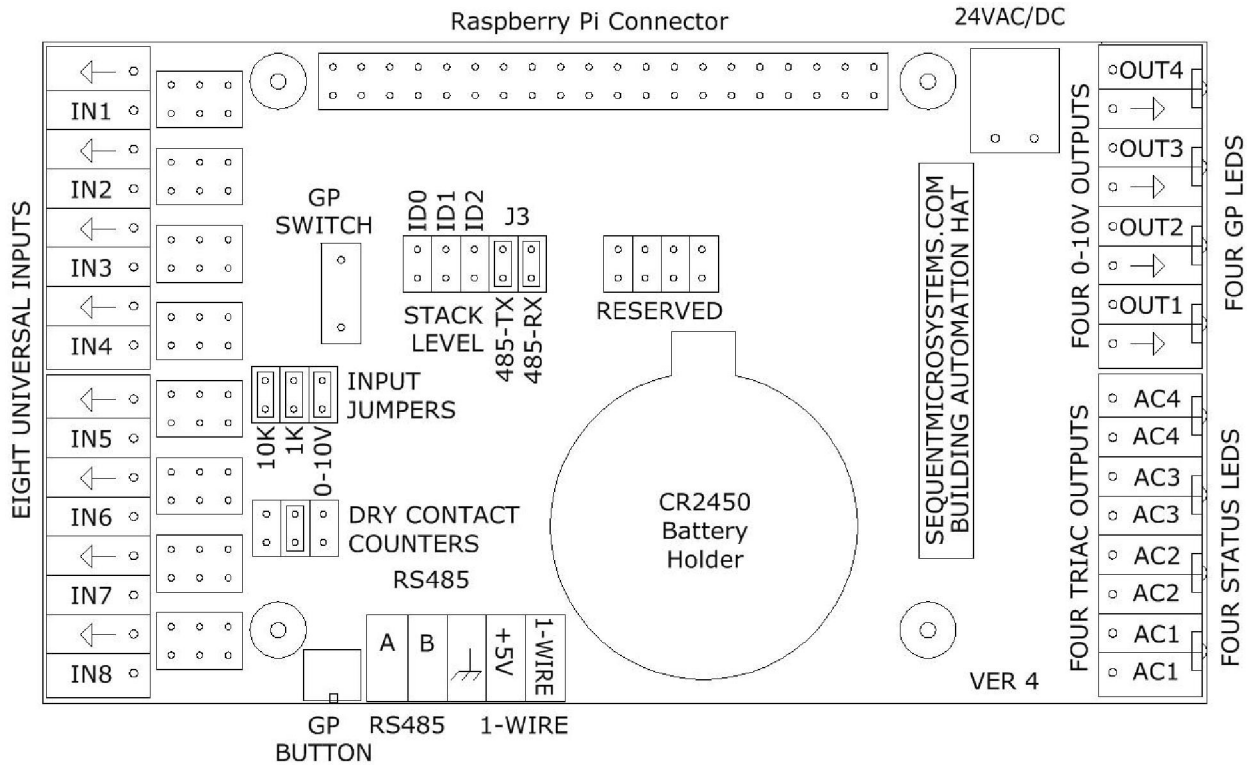 Raspberry Pi Connector
24VAC/DC
EIGHT UNIVERSAL INPUTS
IN1
IN2
IN3
IN4
IN5
IN6
IN7
IN8
GP
SWITCH
ID0
ID1
ID2
J3
STACK
LEVEL
485-TX
485-RX
RESERVED
INPUT
JUMPERS
10K
1K
0-10V
DRY CONTACT
COUNTERS
RS485
A
B
+5V
1-WIRE
GP
BUTTON
RS485
1-WIRE
CR2450
Battery
Holder
SEQUENTMICROSYSTEMS.COM
BUILDING AUTOMATION HAT
VER 4
FOUR 0-10V OUTPUTS
OUT4
OUT3
OUT2
OUT1
FOUR GP LEDS
FOUR TRIAC OUTPUTS
AC4
AC4
AC3
AC3
AC2
AC2
AC1
AC1
FOUR STATUS LEDS